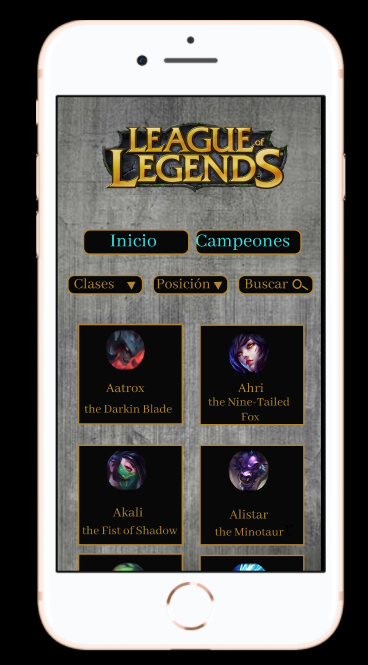 LEAGUE of
LEGENDS
Inicio
Campeones
Clases
Posición
Buscar
Aatrox
the Darkin Blade
Ahri
the Nine-Tailed
Fox
Akali
the Fist of Shadow
Alistar
the Minotaur